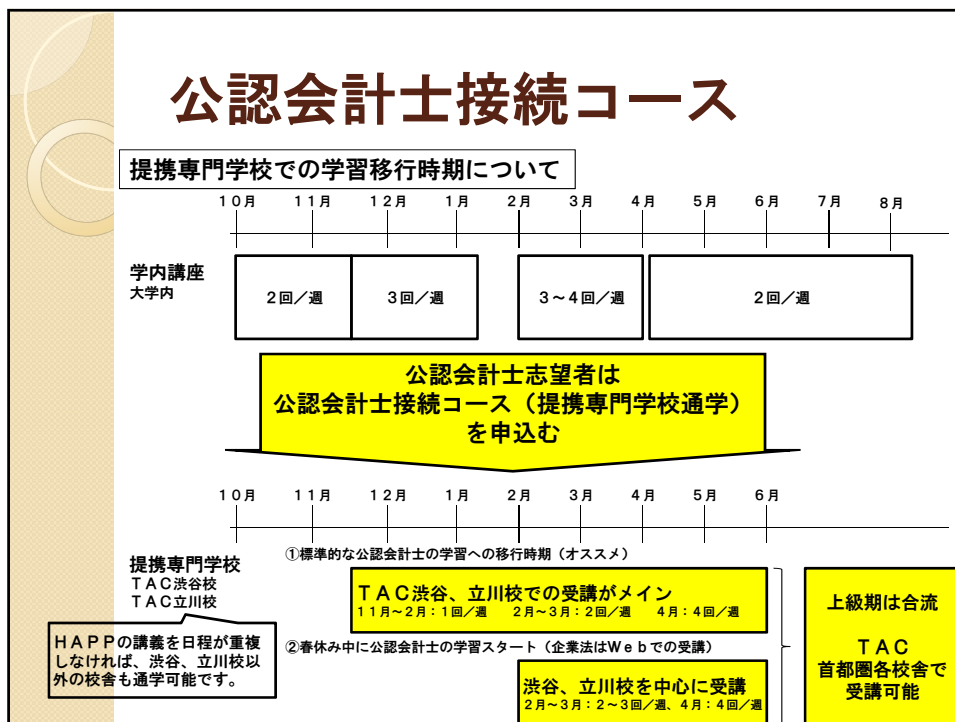 公認会計士接続コース
提携専門学校での学習移行時期について
10月 11月 12月 1月 2月 3月 4月 5月 6月 7月 8月
学内講座
大学内
2回/週
3回/週
3~4回/週
2回/週
公認会計士志望者は
公認会計士接続コース(提携専門学校通学)
を申込む
10月 11月 12月 1月 2月 3月 4月 5月 6月
提携専門学校
TAC渋谷校
TAC立川校
HAPPの講義を日程が重複
しなければ、渋谷、立川校以
外の校舎も通学可能です。
①標準的な公認会計士の学習への移行時期(オススメ)
TAC渋谷、立川校での受講がメイン
11月~2月:1回/週 2月~3月:2回/週 4月:4回/週
②春休み中に公認会計士の学習スタート(企業法はWebでの受講)
渋谷、立川校を中心に受講
2月~3月:2~3回/週、4月:4回/週
上級期は合流
TAC
首都圏各校舎で
受講可能